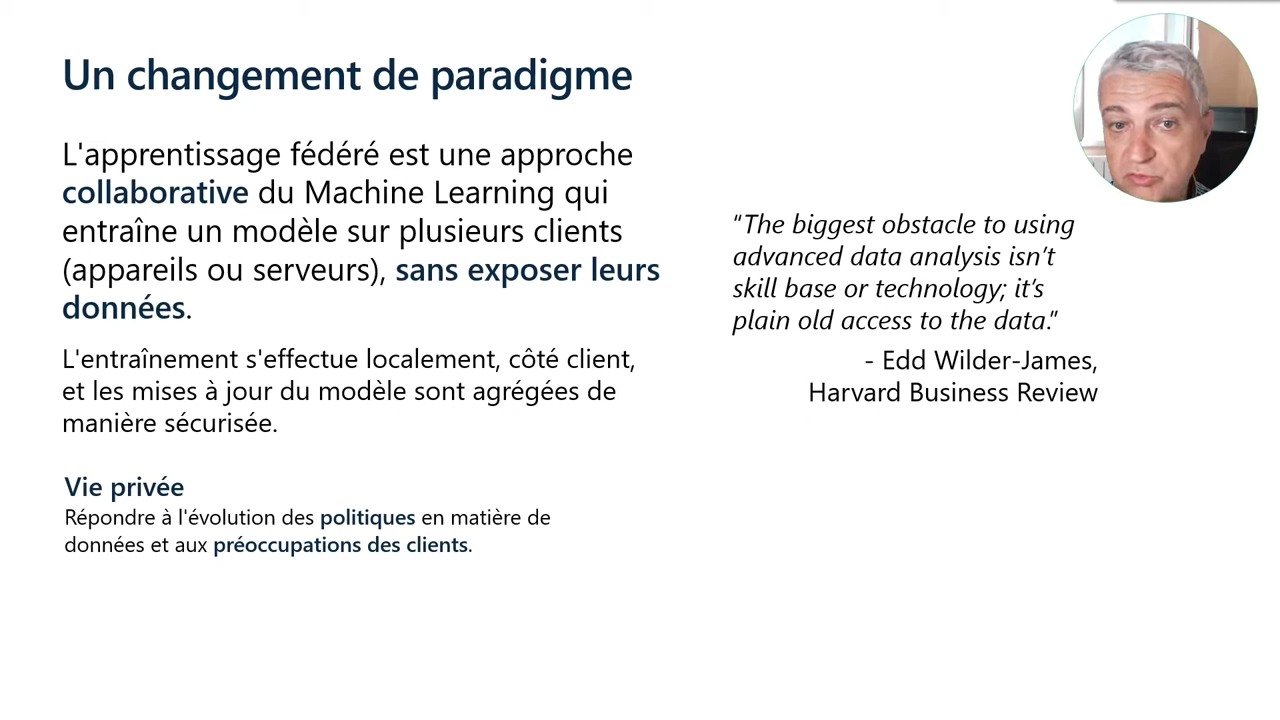 Un changement de paradigme
L'apprentissage fédéré est une approche
collaborative du Machine Learning qui
entraîne un modèle sur plusieurs clients
(appareils ou serveurs), sans exposer leurs
données.
L'entraînement s'effectue localement, côté client,
et les mises à jour du modèle sont agrégées de
manière sécurisée.
Vie privée
Répondre à l'évolution des politiques en matière de
données et aux préoccupations des clients.
"The biggest obstacle to using
advanced data analysis isn’t
skill base or technology; it’s
plain old access to the data."
- Edd Wilder-James,
Harvard Business Review